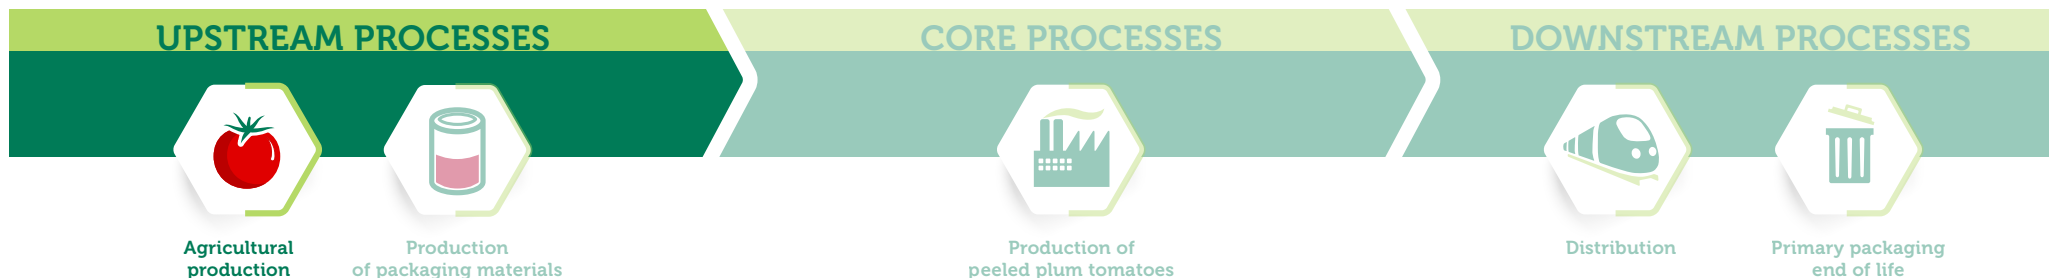 UPSTREAM PROCESSES
CORE PROCESSES
DOWNSTREAM PROCESSES
Agricultural
production
Production
of packaging materials
Production of
peeled plum tomatoes
Distribution
Primary packaging
end of life